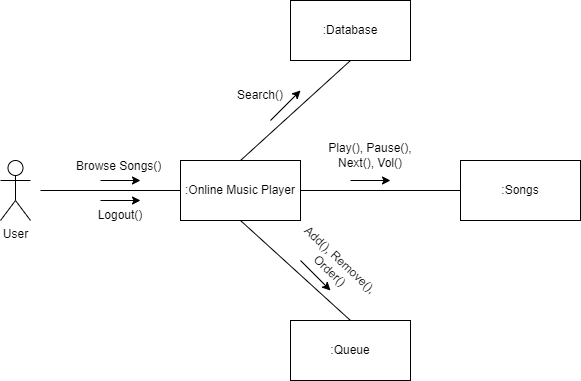 :Database
Search()
Play(), Pause(),
Next(), Vol()
Browse Songs()
:Online Music Player
:Songs
Logout()
User
Add(), Remove(),
Order()
:Queue